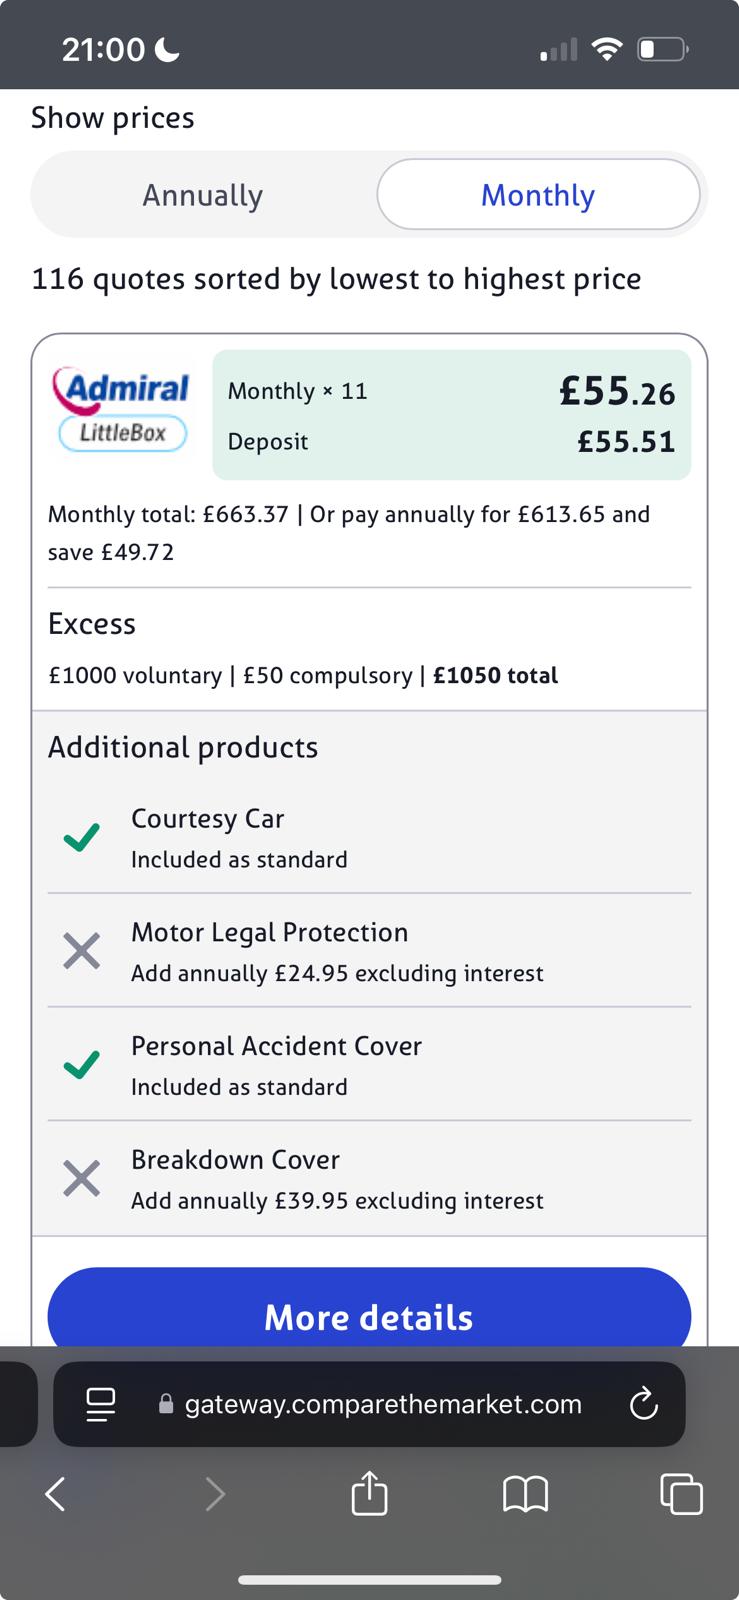 21:00
Show prices
Annually
Monthly
116 quotes sorted by lowest to highest price
Admiral
LittleBox
Monthly × 11
£55.26
Deposit
£55.51
Monthly total: £663.37 | Or pay annually for £613.65 and
save £49.72
Excess
£1000 voluntary | £50 compulsory | £1050 total
Additional products
Courtesy Car
Included as standard
Motor Legal Protection
Add annually £24.95 excluding interest
Personal Accident Cover
Included as standard
Breakdown Cover
Add annually £39.95 excluding interest
More details
gateway.comparethemarket.com